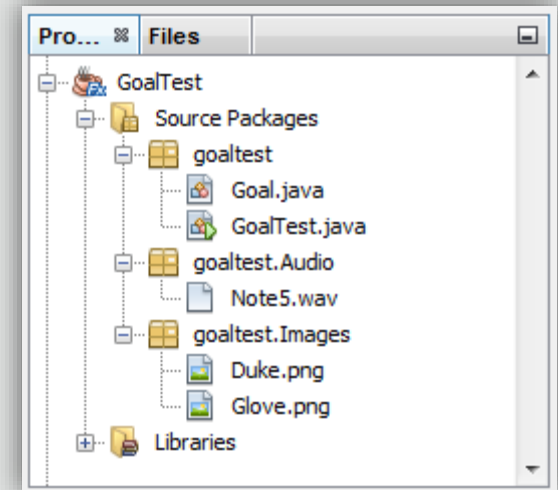 Pro... Files
GoalTest
Source Packages
goaltest
Goal.java
GoalTest.java
goaltest.Audio
Note5.wav
goaltest.Images
Duke.png
Glove.png
Libraries